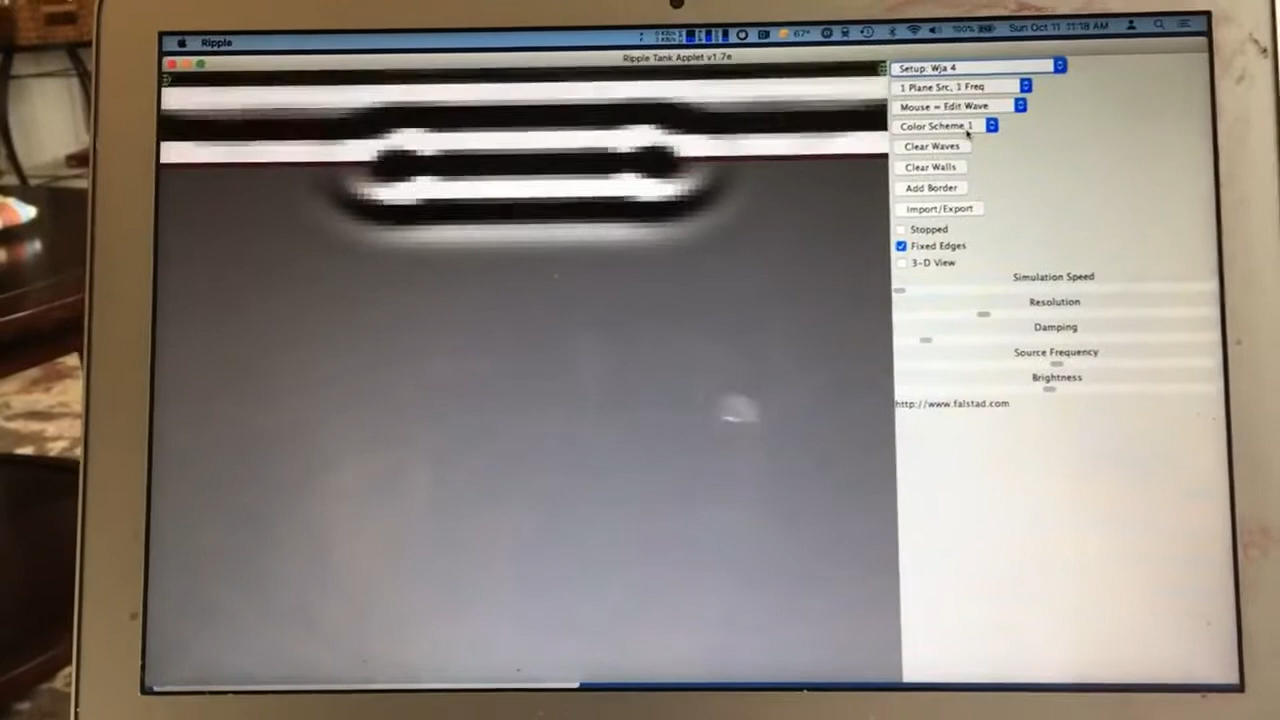 Ripple
67°
100%
Sun Oct 11 11:18 AM
Ripple Tank Applet v1.7e
Setup: Wja 4
1 Plane Src, 1 Freq
Mouse = Edit Wave
Color Scheme 1
Clear Waves
Clear Walls
Add Border
Import/Export
Stopped
Fixed Edges
3-D View
Simulation Speed
Resolution
Damping
Source Frequency
Brightness
http://www.falstad.com